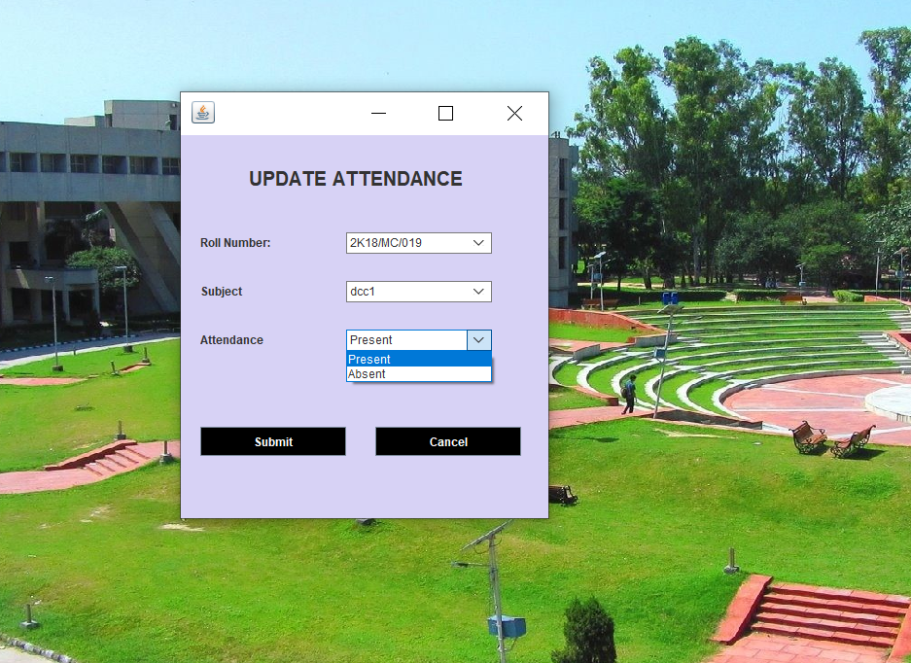 UPDATE ATTENDANCE
Roll Number: 2K18/MC/019
Subject dcc1
Attendance Present
Present
Absent
Submit Cancel